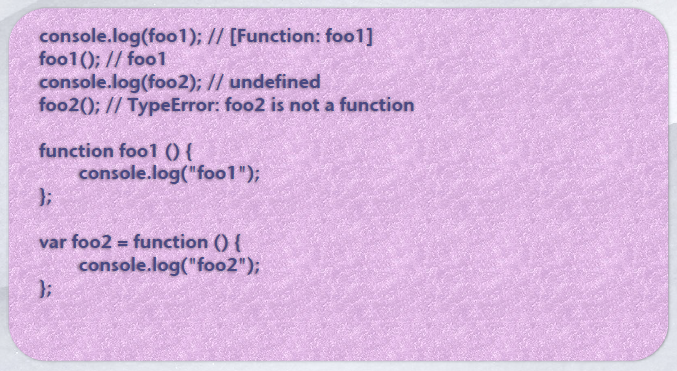 console.log(foo1); // [Function: foo1]
foo1(); // foo1
console.log(foo2); // undefined
foo2(); // TypeError: foo2 is not a function
function foo1 () {
console.log("foo1");
};
var foo2 = function () {
console.log("foo2");
};